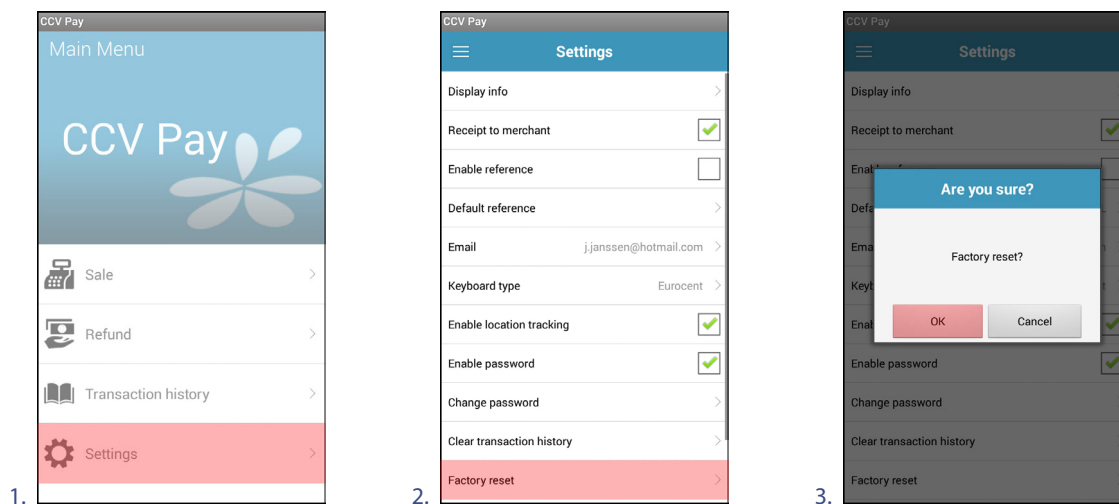 CCV Pay
Main Menu
CCV Pay
Sale
Refund
Transaction history
Settings
1.
CCV Pay
Settings
Display info
Receipt to merchant
Enable reference
Default reference
Email j.janssen@hotmail.com
Keyboard type Eurocent
Enable location tracking
Enable password
Change password
Clear transaction history
Factory reset
2.
CCV Pay
Settings
Display info
Receipt to merchant
Are you sure?
Factory reset?
OK Cancel
Enable password
Change password
Clear transaction history
Factory reset
3.